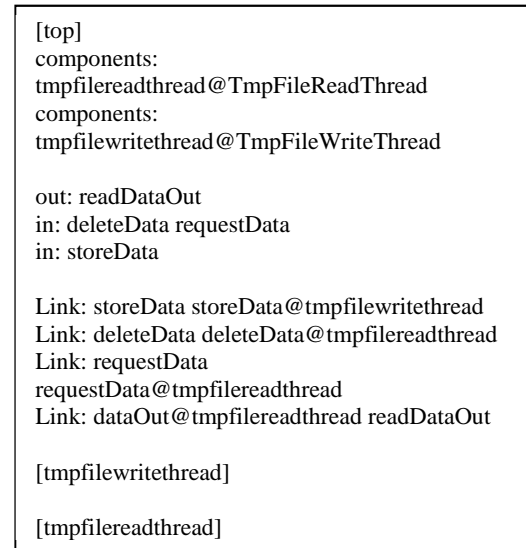 [top]
components:
tmpfilereadthread@TmpFileReadThread
components:
tmpfilewritethread@TmpFileWriteThread
out: readDataOut
in: deleteData requestData
in: storeData
Link: storeData storeData@tmpfilewritethread
Link: deleteData deleteData@tmpfilereadthread
Link: requestData
requestData@tmpfilereadthread
Link: dataOut@tmpfilereadthread readDataOut
[tmpfilewritethread]
[tmpfilereadthread]